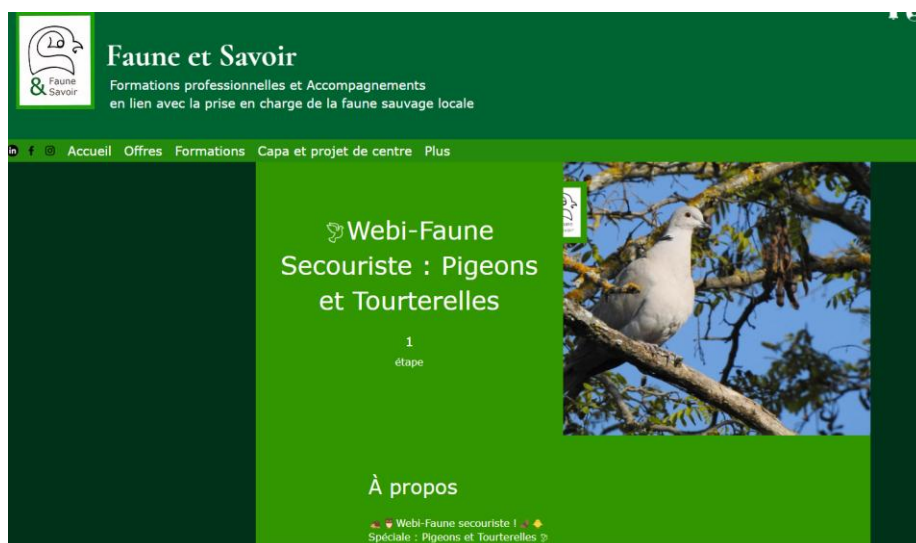 & Faune
Savoir
Faune et Savoir
Formations professionnelles et Accompagnements
en lien avec la prise en charge de la faune sauvage locale
in f Accueil Offres Formations Capa et projet de centre Plus
🕊Webi-Faune
Secouriste : Pigeons
et Tourterelles
1
étape
À propos
Webi-Faune secouriste !
Spéciale : Pigeons et Tourterelles 🕊